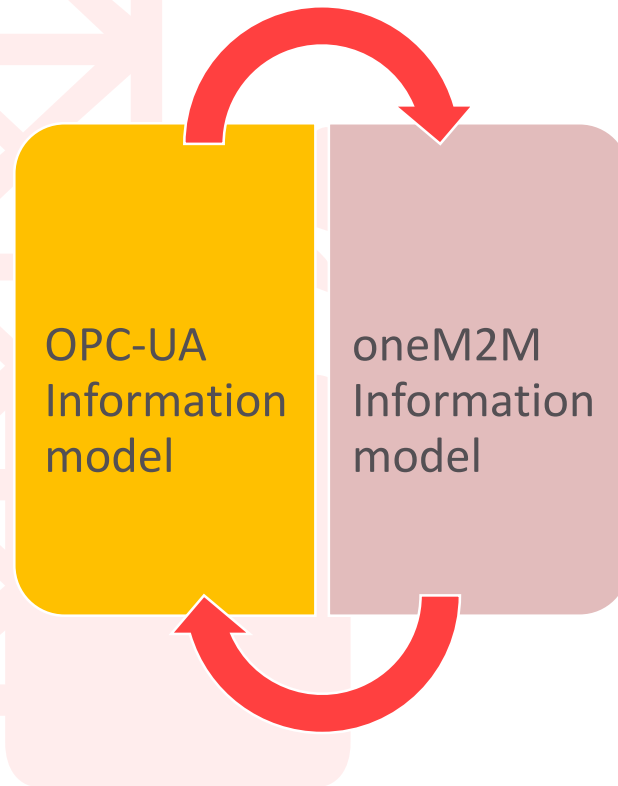 OPC-UA
Information
model
oneM2M
Information
model